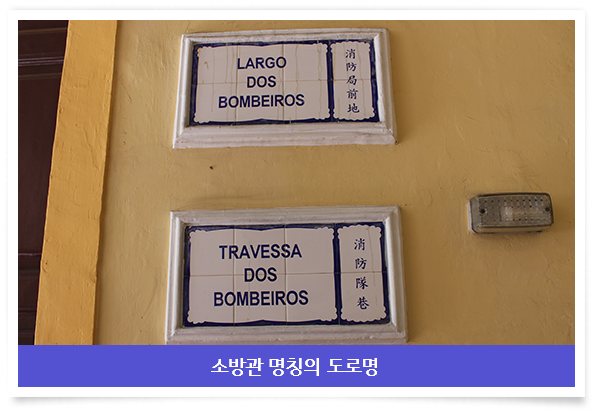 LARGO
DOS
BOMBEIROS
消防局前地
TRAVESSA
DOS
BOMBEIROS
消防隊巷
소방관 명칭의 도로명